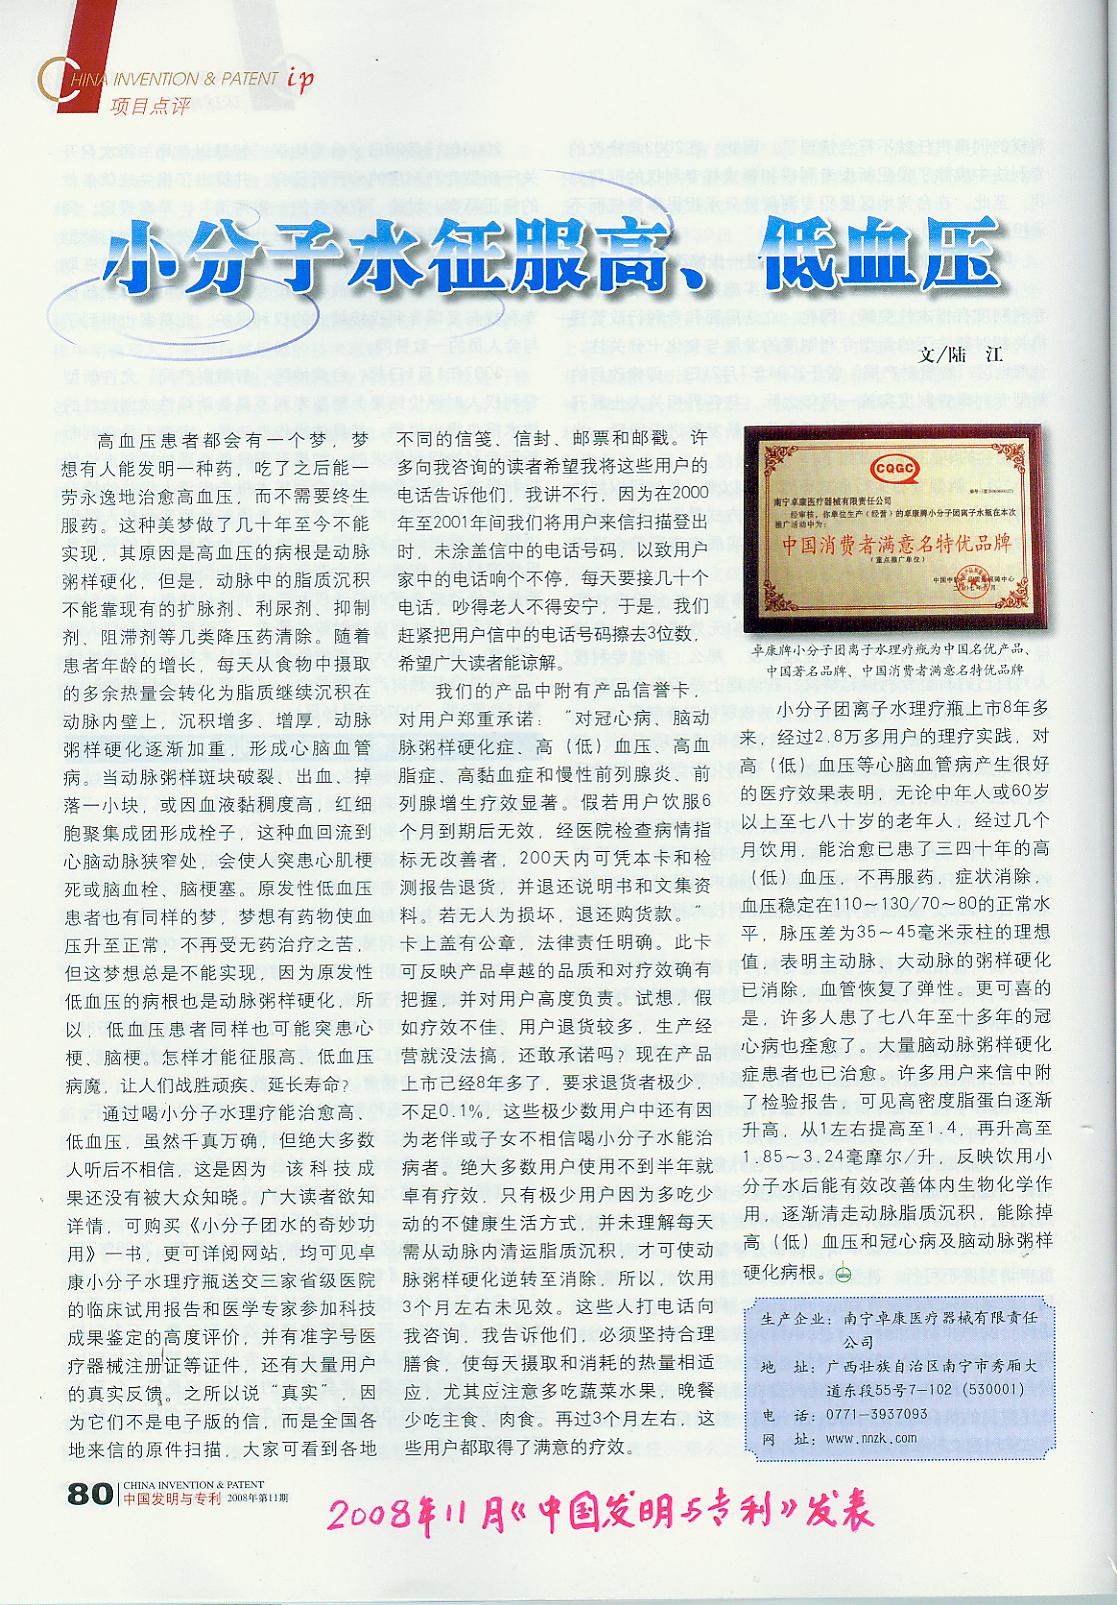 CHINA INVENTION & PATENT ip
项目点评
小分子水征服高、低血压
文/陆 江
高血压患者都会有一个梦,梦
想有人能发明一种药,吃了之后能一
劳永逸地治愈高血压,而不需要终生
服药。这种美梦做了几十年至今不能
实现,其原因是高血压的病根是动脉
粥样硬化,但是,动脉中的脂质沉积
不能靠现有的扩脉剂、利尿剂、抑制
剂、阻滞剂等几类降压药清除。随着
患者年龄的增长,每天从食物中摄取
的多余热量会转化为脂质继续沉积在
动脉内壁上,沉积增多、增厚,动脉
粥样硬化逐渐加重,形成心脑血管
病。当动脉粥样斑块破裂、出血、掉
落一小块,或因血液黏稠度高,红细
胞聚集成团形成栓子,这种血回流到
心脑动脉狭窄处,会使人突患心肌梗
死或脑血栓、脑梗塞。原发性低血压
患者也有同样的梦,梦想有药物使血
压升至正常,不再受无药治疗之苦,
但这梦想总是不能实现,因为原发性
低血压的病根也是动脉粥样硬化,所
以,低血压患者同样也可能突患心
梗、脑梗。怎样才能征服高、低血压
病魔,让人们战胜顽疾、延长寿命?
通过喝小分子水理疗能治愈高、
低血压,虽然千真万确,但绝大多数
人听后不相信,这是因为 该科技成
果还没有被大众知晓。广大读者欲知
详情,可购买《小分子团水的奇妙功
用》一书,更可详阅网站,均可见卓
康小分子水理疗瓶送交三家省级医院
的临床试用报告和医学专家参加科技
成果鉴定的高度评价,并有准字号医
疗器械注册证等证件,还有大量用户
的真实反馈。之所以说“真实”,因
为它们不是电子版的信,而是全国各
地来信的原件扫描,大家可看到各地
不同的信笺、信封、邮票和邮戳。许
多向我咨询的读者希望我将这些用户的
电话告诉他们,我讲不行,因为在2000
年至2001年间我们将用户来信扫描登出
时,未涂盖信中的电话号码,以致用户
家中的电话响个不停,每天要接几十个
电话,吵得老人不得安宁,于是,我们
赶紧把用户信中的电话号码擦去3位数,
希望广大读者能谅解。
我们的产品中附有产品信誉卡,
对用户郑重承诺:“对冠心病、脑动
脉粥样硬化症、高(低)血压、高血
脂症、高黏血症和慢性前列腺炎、前
列腺增生疗效显著。假若用户饮服6
个月到期后无效,经医院检查病情指
标无改善者,200天内可凭本卡和检
测报告退货,并退还说明书和文集资
料。若无人为损坏,退还购货款。”
卡上盖有公章,法律责任明确。此卡
可反映产品卓越的品质和对疗效确有
把握,并对用户高度负责。试想,假
如疗效不佳,用户退货较多,生产经
营就没法搞,还敢承诺吗?现在产品
上市已经8年多了,要求退货者极少,
不足0.1%,这些极少数用户中还有因
为老伴或子女不相信喝小分子水能治
病者。绝大多数用户使用不到半年就
卓有疗效,只有极少用户因为多吃少
动的不健康生活方式,并未理解每天
需从动脉内清运脂质沉积,才可使动
脉粥样硬化逆转至消除,所以,饮用
3个月左右未见效。这些人打电话向
我咨询,我告诉他们,必须坚持合理
膳食,使每天摄取和消耗的热量相适
应,尤其应注意多吃蔬菜水果,晚餐
少吃主食、肉食。再过3个月左右,这
些用户都取得了满意的疗效。
CQGC
南宁卓康医疗器械有限责任公司
经审核,你单位生产(经营)的卓康牌小分子团离子水瓶在本次
推广活动中为:
中国消费者满意名特优品牌
(重点推广单位)
卓康牌小分子团离子水理疗瓶为中国名优产品、
中国著名品牌、中国消费者满意名特优品牌
小分子团离子水理疗瓶上市8年多
来,经过2.8万多用户的理疗实践,对
高(低)血压等心脑血管病产生很好
的医疗效果表明,无论中年人或60岁
以上至七八十岁的老年人,经过几个
月饮用,能治愈已患了三四十年的高
(低)血压,不再服药,症状消除,
血压稳定在110~130/70~80的正常水
平,脉压差为35~45毫米汞柱的理想
值,表明主动脉、大动脉的粥样硬化
已消除,血管恢复了弹性。更可喜的
是,许多人患了七八年至十多年的冠
心病也痊愈了。大量脑动脉粥样硬化
症患者也已治愈。许多用户来信中附
了检验报告,可见高密度脂蛋白逐渐
升高,从1左右提高至1.4,再升高至
1.85~3.24毫摩尔/升,反映饮用小
分子水后能有效改善体内生物化学作
用,逐渐清走动脉脂质沉积,能除掉
高(低)血压和冠心病及脑动脉粥样
硬化病根。
生产企业:南宁卓康医疗器械有限责任
公司
地 址:广西壮族自治区南宁市秀厢大
道东段55号7-102(530001)
电 话:0771-3937093
网 址:www.nnzk.com
80 CHINA INVENTION & PATENT
中国发明与专利 2008年第11期
2008年11月《中国发明与专利》发表